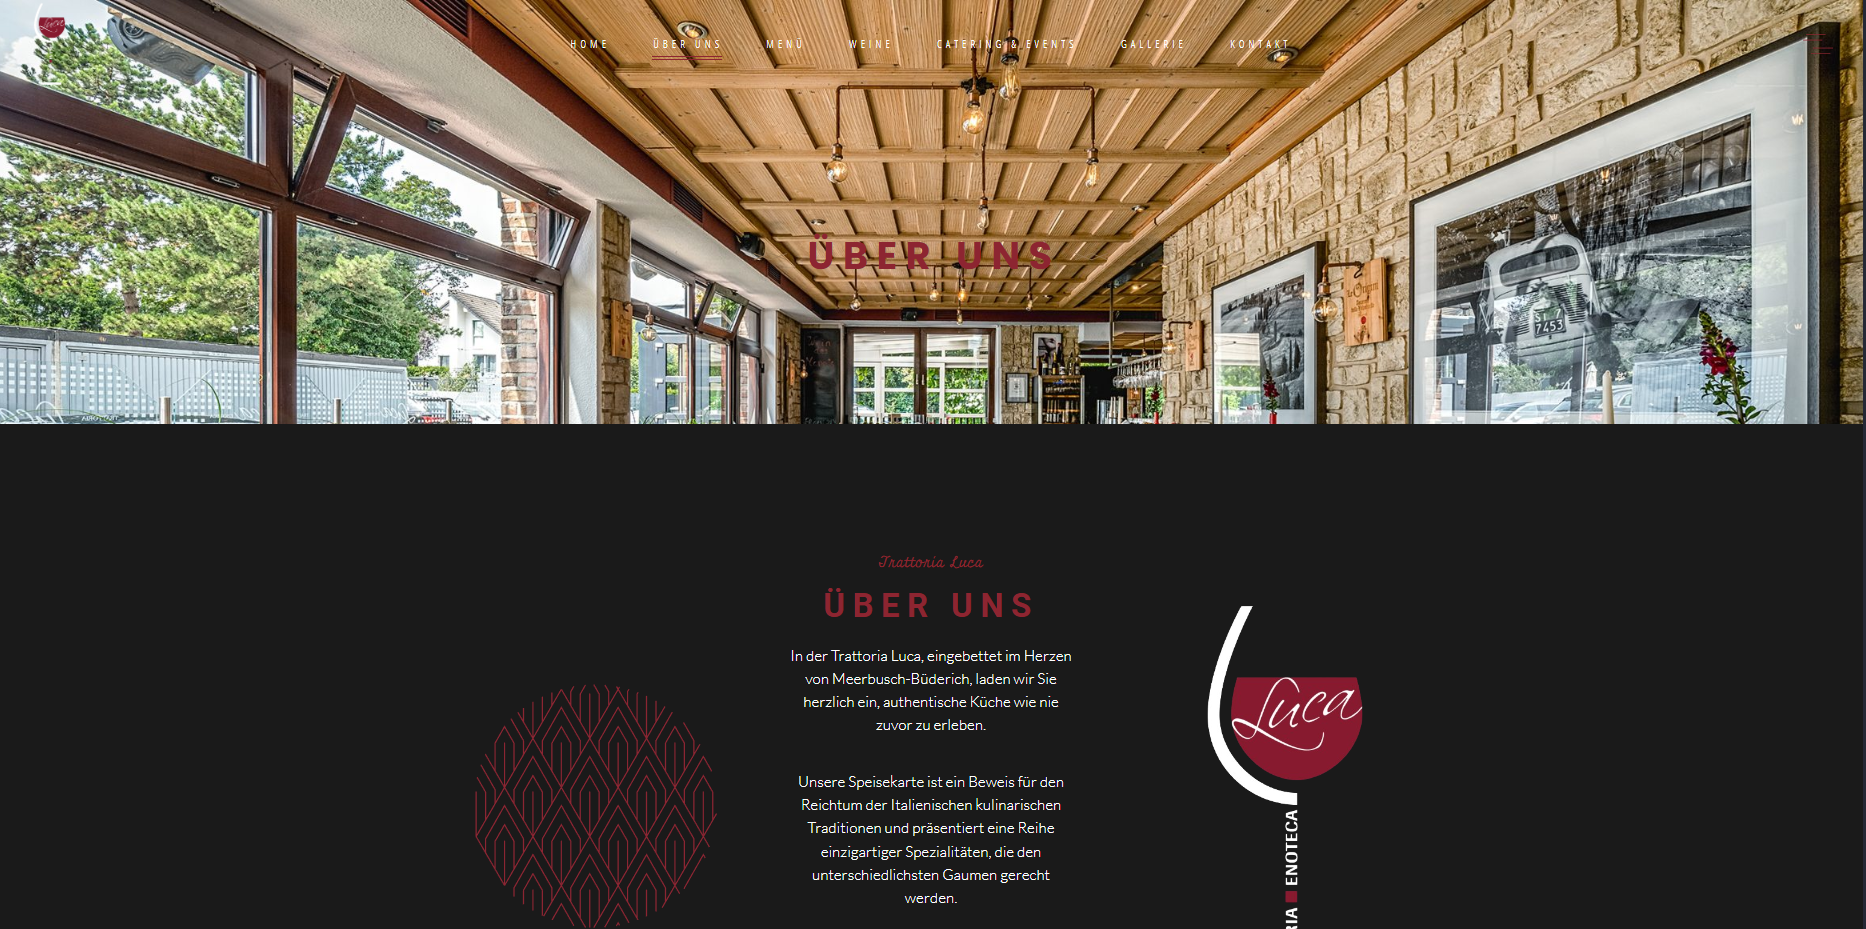 Luca
HOME ÜBER UNS MENÜ WEINE CATERING & EVENTS GALLERIE KONTAKT
ÜBER UNS
7453
Trattoria Luca
ÜBER UNS
In der Trattoria Luca, eingebettet im Herzen
von Meerbusch-Büderich, laden wir Sie
herzlich ein, authentische Küche wie nie
zuvor zu erleben.
Unsere Speisekarte ist ein Beweis für den
Reichtum der Italienischen kulinarischen
Traditionen und präsentiert eine Reihe
einzigartiger Spezialitäten, die den
unterschiedlichsten Gaumen gerecht
werden.
Luca
RIA ENOTECA